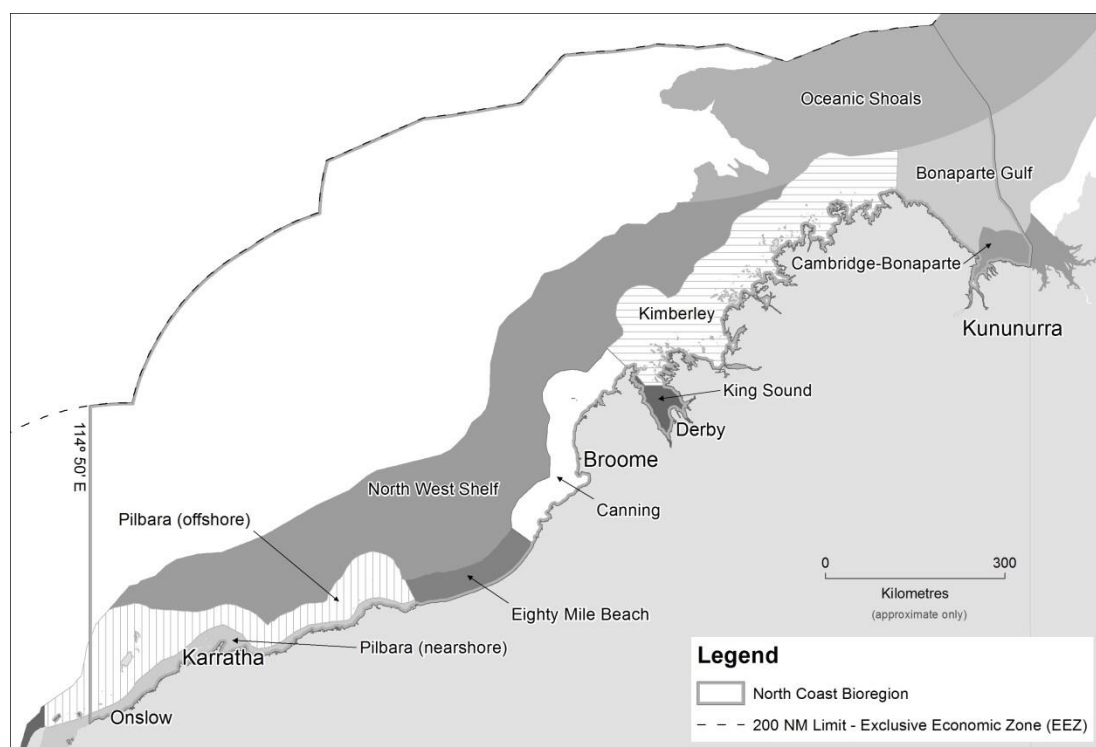 Oceanic Shoals
Bonaparte Gulf
Cambridge-Bonaparte
Kununurra
Kimberley
King Sound
Derby
Broome
114º 50' E
North West Shelf
Canning
Pilbara (offshore)
Eighty Mile Beach
Pilbara (nearshore)
Karratha
Onslow
0 300
Kilometres
(approximate only)
Legend
North Coast Bioregion
200 NM Limit - Exclusive Economic Zone (EEZ)